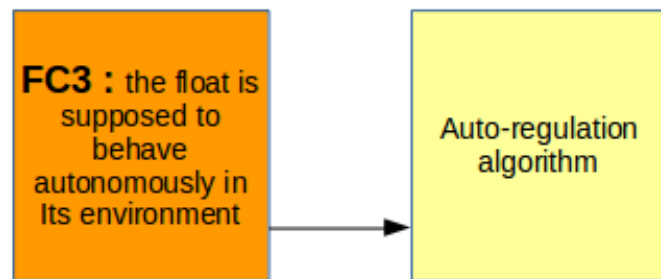 FC3 : the float is
supposed to
behave
autonomously in
Its environment
Auto-regulation
algorithm